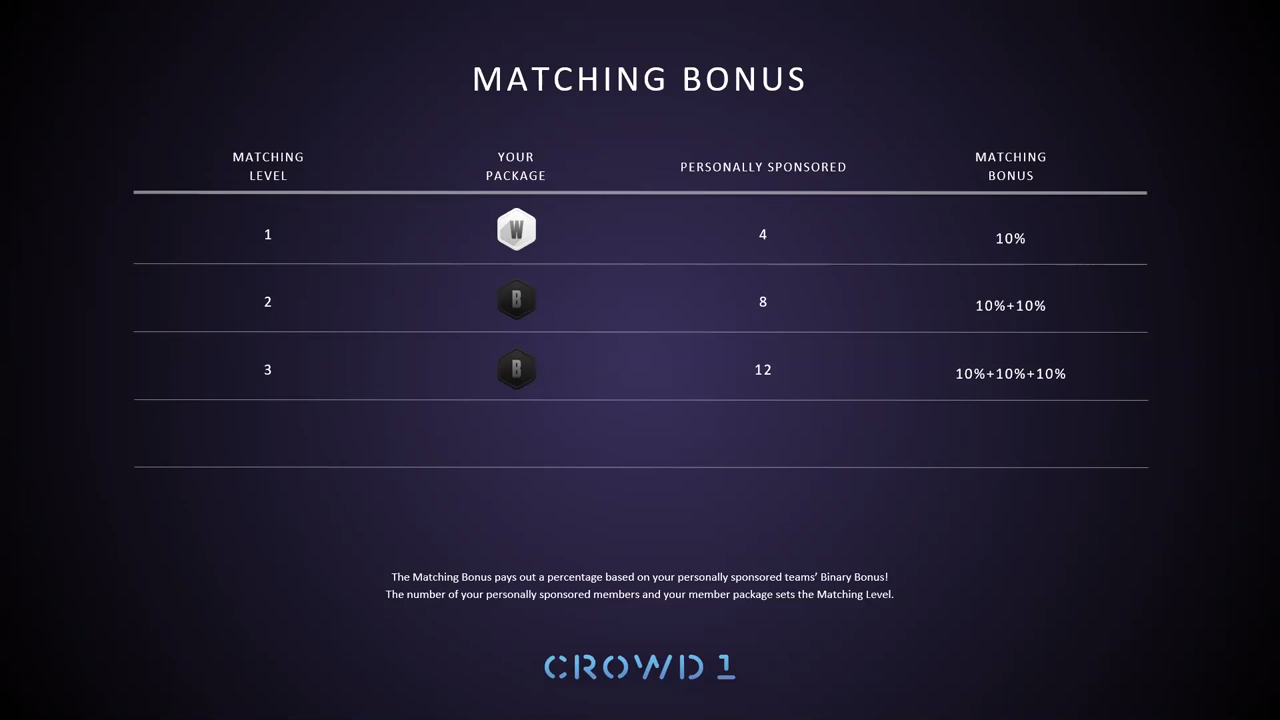 MATCHING BONUS
MATCHING LEVEL YOUR PACKAGE PERSONALLY SPONSORED MATCHING BONUS
1 W 4 10%
2 B 8 10%+10%
3 B 12 10%+10%+10%
The Matching Bonus pays out a percentage based on your personally sponsored teams’ Binary Bonus!
The number of your personally sponsored members and your member package sets the Matching Level.
CROWD 1